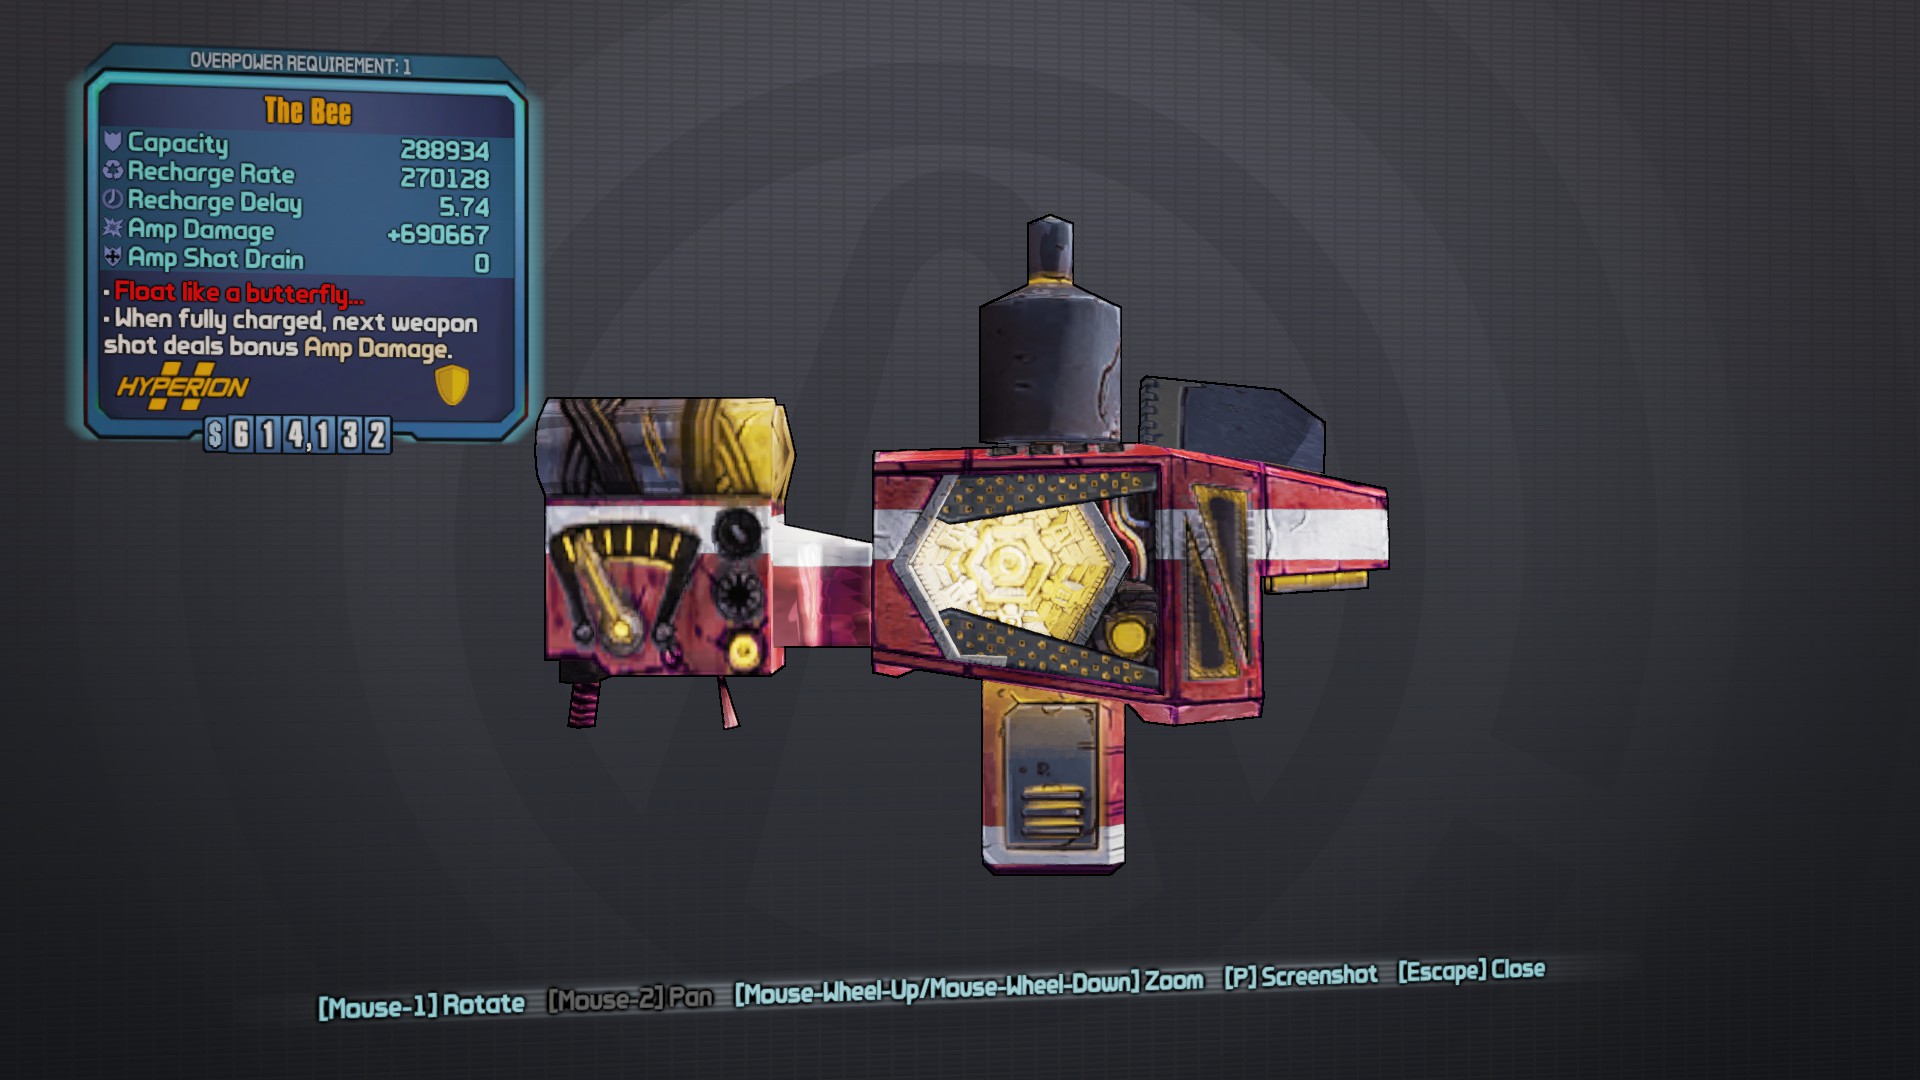 OVERPOWER REQUIREMENT: 1
The Bee
Capacity 288934
Recharge Rate 270128
Recharge Delay 5.74
Amp Damage +690667
Amp Shot Drain 0
• Float like a butterfly...
• When fully charged, next weapon
shot deals bonus Amp Damage.
HYPERION
$614,132
[Mouse-1] Rotate [Mouse-2] Pan [Mouse-Wheel-Up/Mouse-Wheel-Down] Zoom [P] Screenshot [Escape] Close